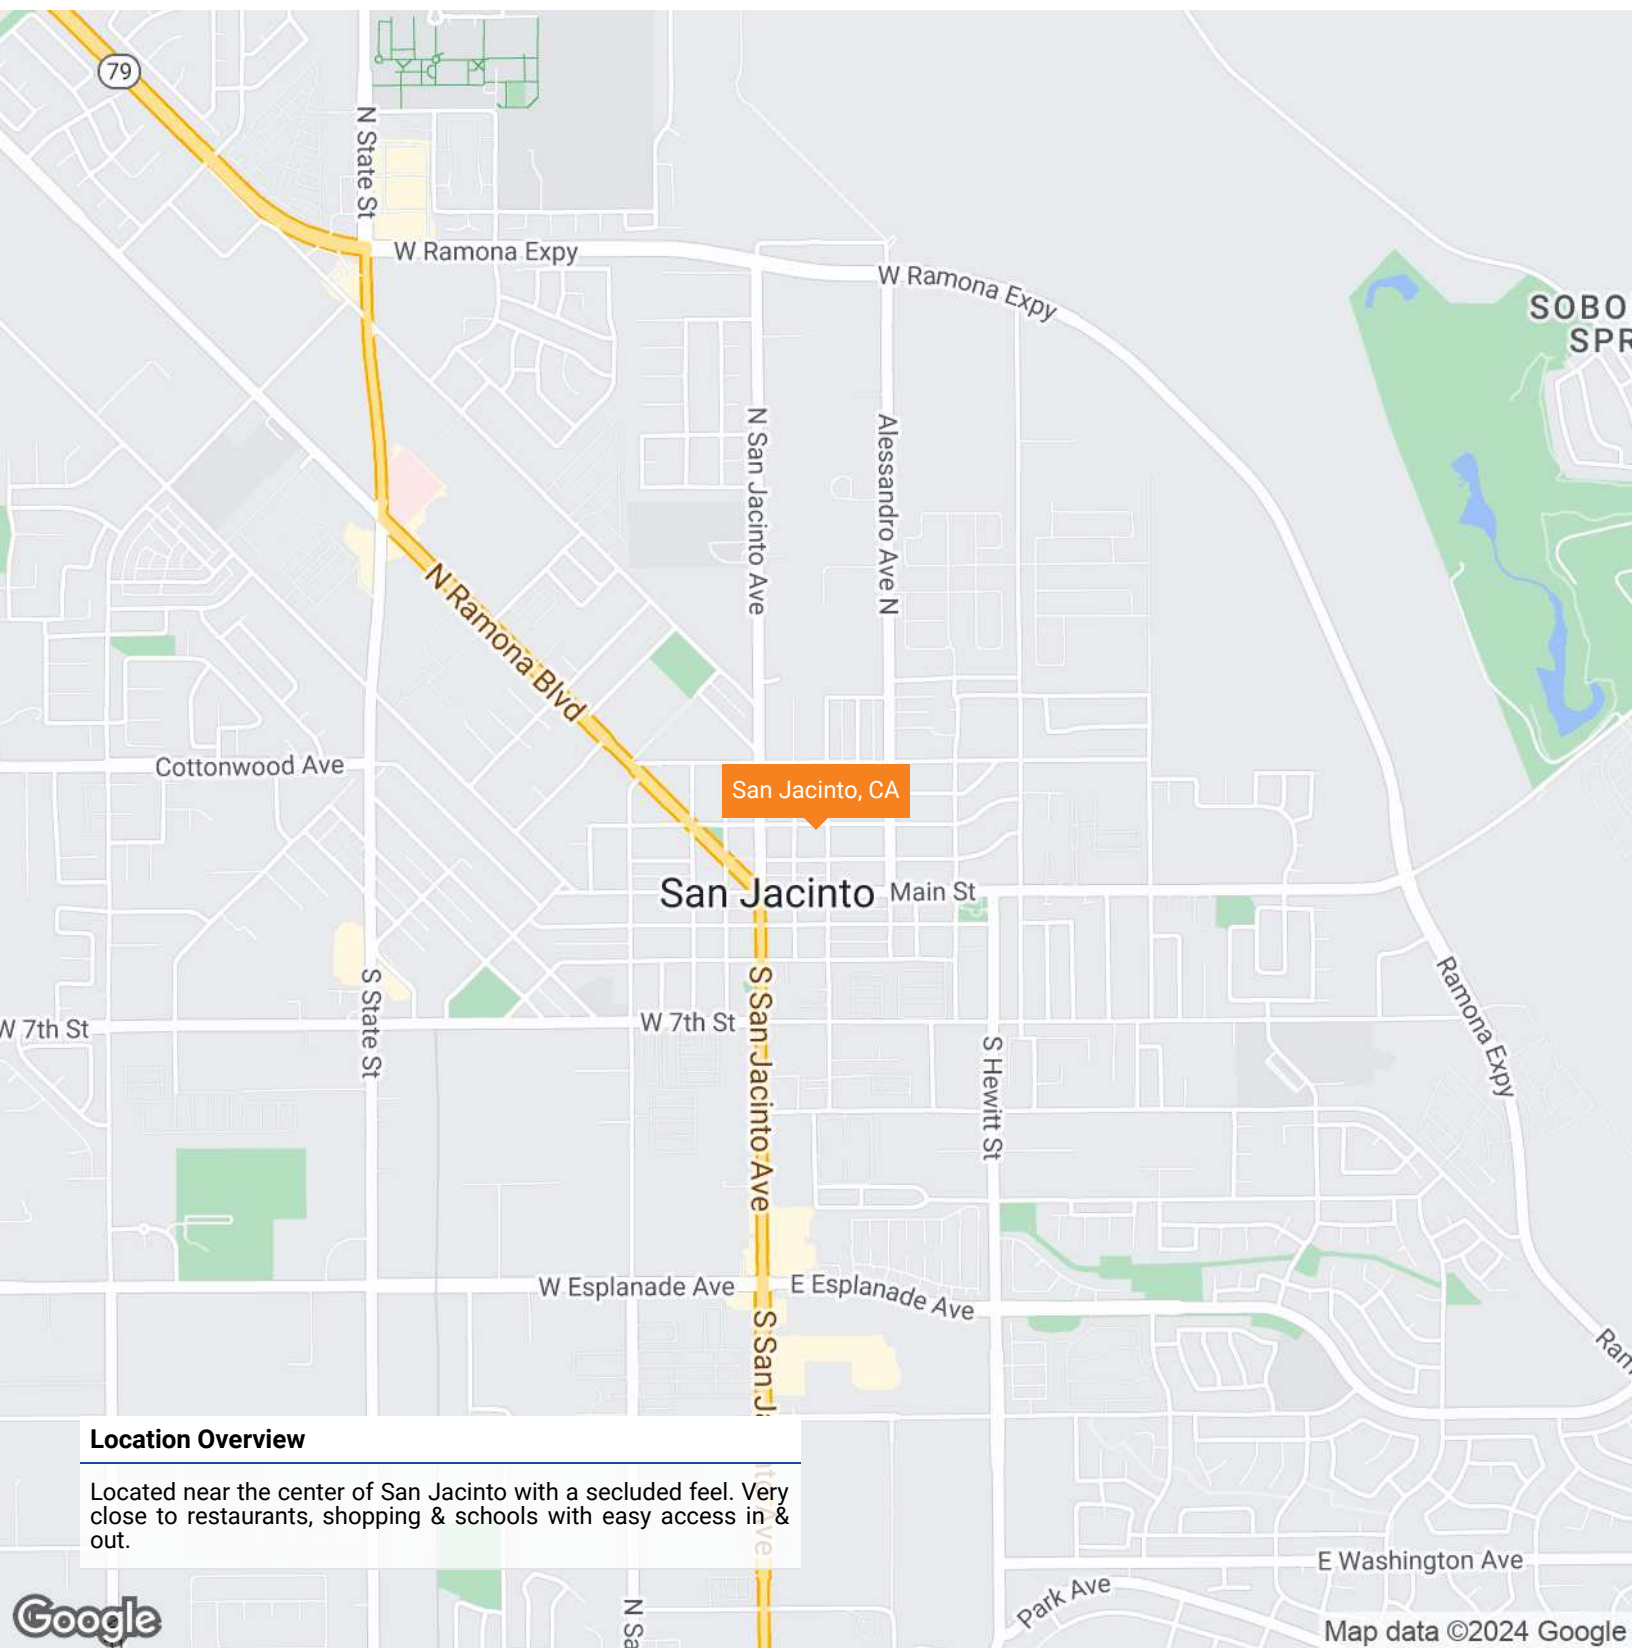 79
N State St
W Ramona Expy
W Ramona Expy
SOBO
SPR
N San Jacinto Ave
Alessandro Ave N
N Ramona Blvd
Cottonwood Ave
San Jacinto, CA
San Jacinto
Main St
Ramona Expy
S State St
S San Jacinto Ave
W 7th St
W 7th St
S Hewitt St
W Esplanade Ave
E Esplanade Ave
S San Ja
nto Ave
Ram
Location Overview
Located near the center of San Jacinto with a secluded feel. Very
close to restaurants, shopping & schools with easy access in &
out.
E Washington Ave
Park Ave
N Sa
Google
Map data ©2024 Google